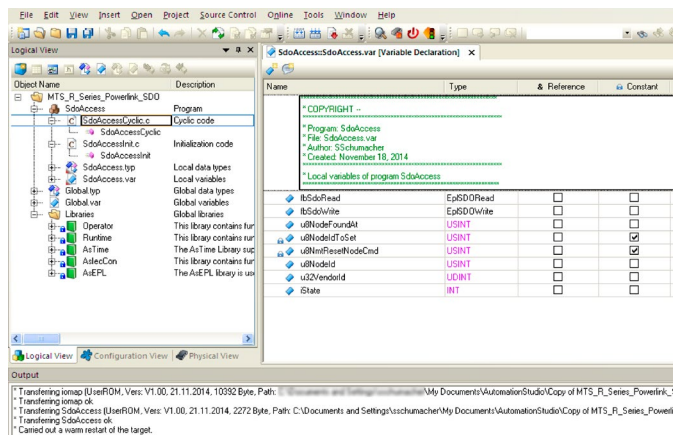 File Edit View Insert Open Project Source Control Online Tools Window Help
Logical View
SdoAccess::SdoAccess.var [Variable Declaration]
Object Name Description
MTS_R_Series_Powerlink_SDO
SdoAccess Program
SdoAccessCyclic.c Cyclic code
SdoAccessCyclic
SdoAccessInit.c Initialization code
SdoAccessInit
SdoAccess.typ Local data types
SdoAccess.var Local variables
Global.typ Global data types
Global.var Global variables
Libraries Global libraries
Operator This library contains fun
Runtime This library contains fun
AsTime The AsTime Library sup
AsIecCon This library contains fun
AsEPL The AsEPL library is use
Logical View Configuration View Physical View
Name Type & Reference Constant
* COPYRIGHT --
* Program: SdoAccess
* File: SdoAccess.var
* Author: SSchumacher
* Created: November 18, 2014
* Local variables of program SdoAccess
fbSdoRead EplSDORead
fbSdoWrite EplSDOWrite
u8NodeFoundAt USINT
u8NodeIdToSet USINT
u8NmtResetNodeCmd USINT
u8NodeId USINT
u32VendorId UDINT
iState INT
Output
* Transferring iomap (UserROM, Vers: V1.00, 21.11.2014, 10392 Byte, Path: \My Documents\AutomationStudio\Copy of MTS_R_Series_Powerlink_S
* Transferring iomap ok
* Transferring SdoAccess (UserROM, Vers: V1.00, 21.11.2014, 2272 Byte, Path: C:\Documents and Settings\sschumacher\My Documents\AutomationStudio\Copy of MTS_R_Series_Powerli
* Transferring SdoAccess ok
* Carried out a warm restart of the target.